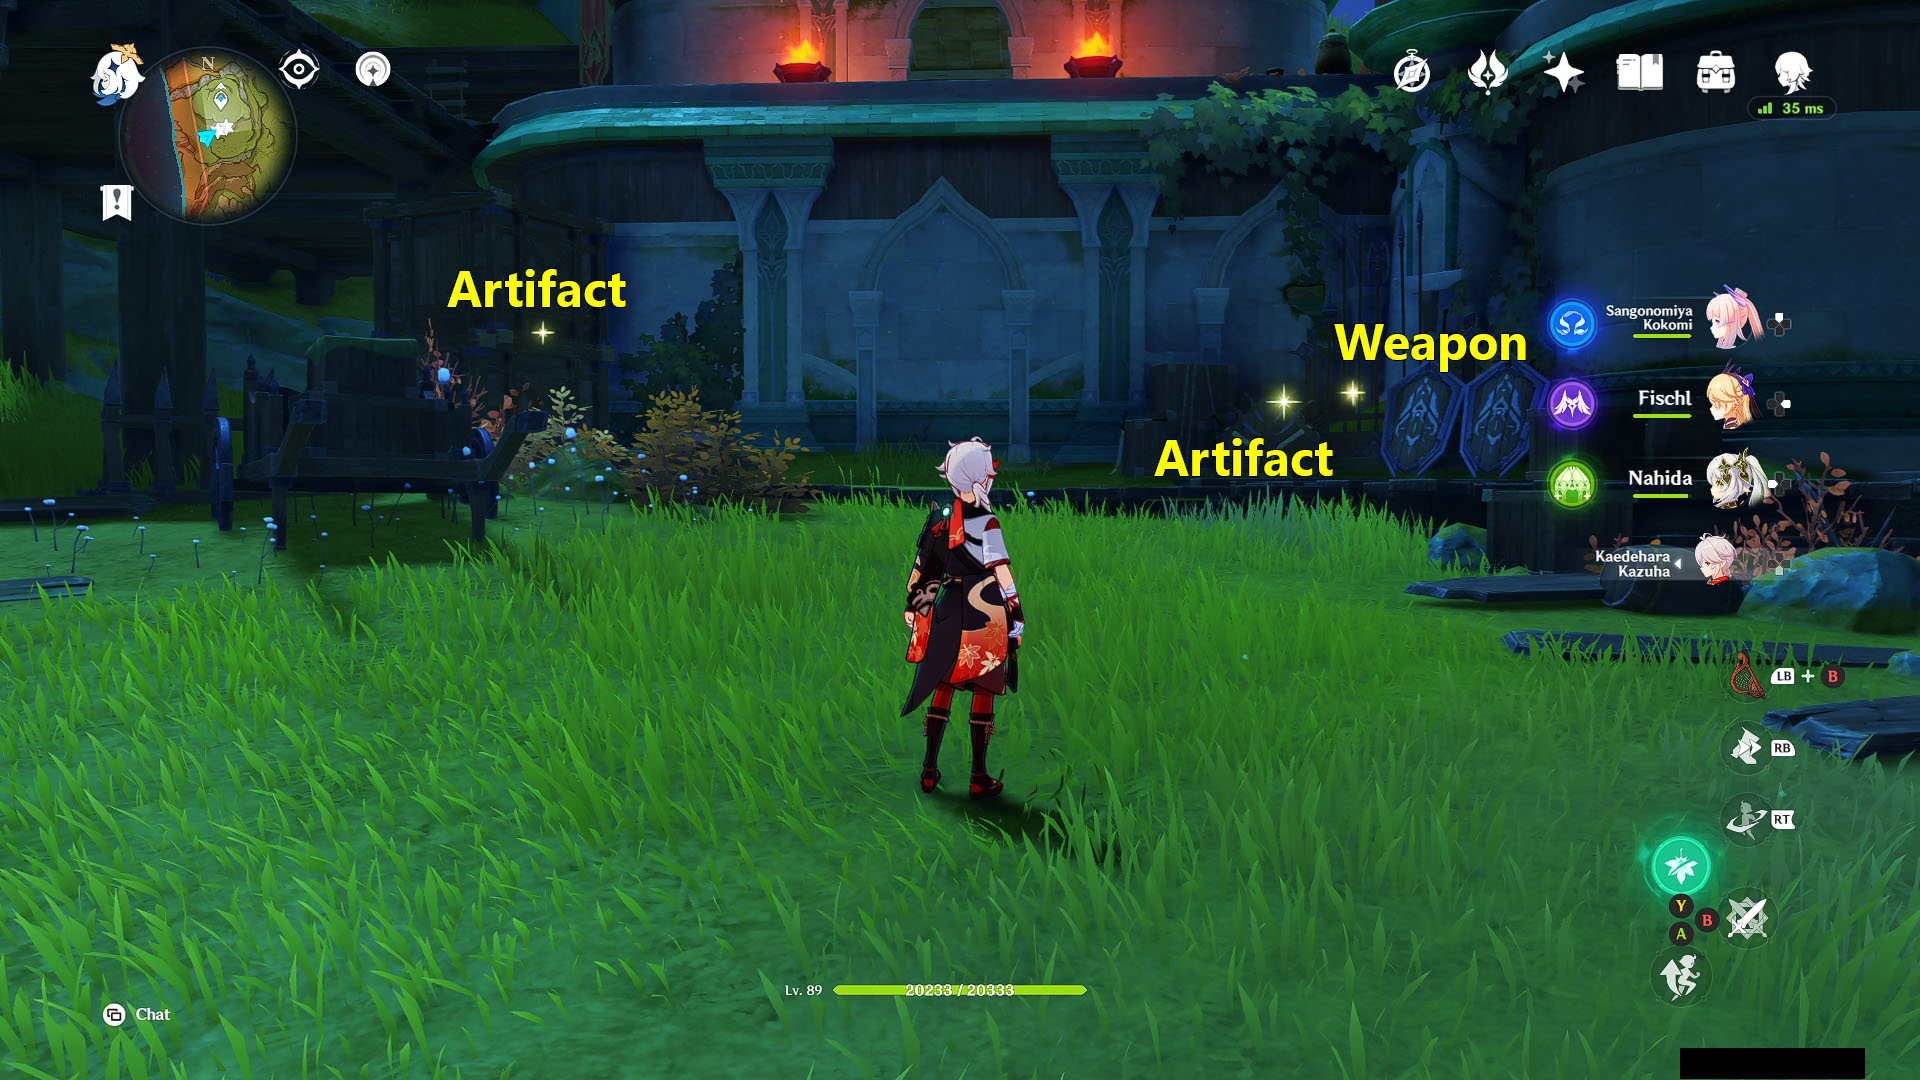 N
35 ms
Artifact
Weapon
Artifact
Sangonomiya
Kokomi
Fischl
Nahida
Kaedehara
Kazuha
LB + B
RB
RT
Y
B
A
Lv. 89 20233 / 20333
Chat